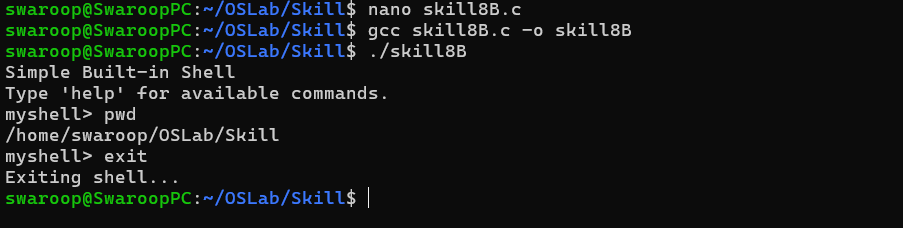 swaroop@SwaroopPC:~/OSLab/Skill$ nano skill8B.c
swaroop@SwaroopPC:~/OSLab/Skill$ gcc skill8B.c -o skill8B
swaroop@SwaroopPC:~/OSLab/Skill$ ./skill8B
Simple Built-in Shell
Type 'help' for available commands.
myshell> pwd
/home/swaroop/OSLab/Skill
myshell> exit
Exiting shell...
swaroop@SwaroopPC:~/OSLab/Skill$